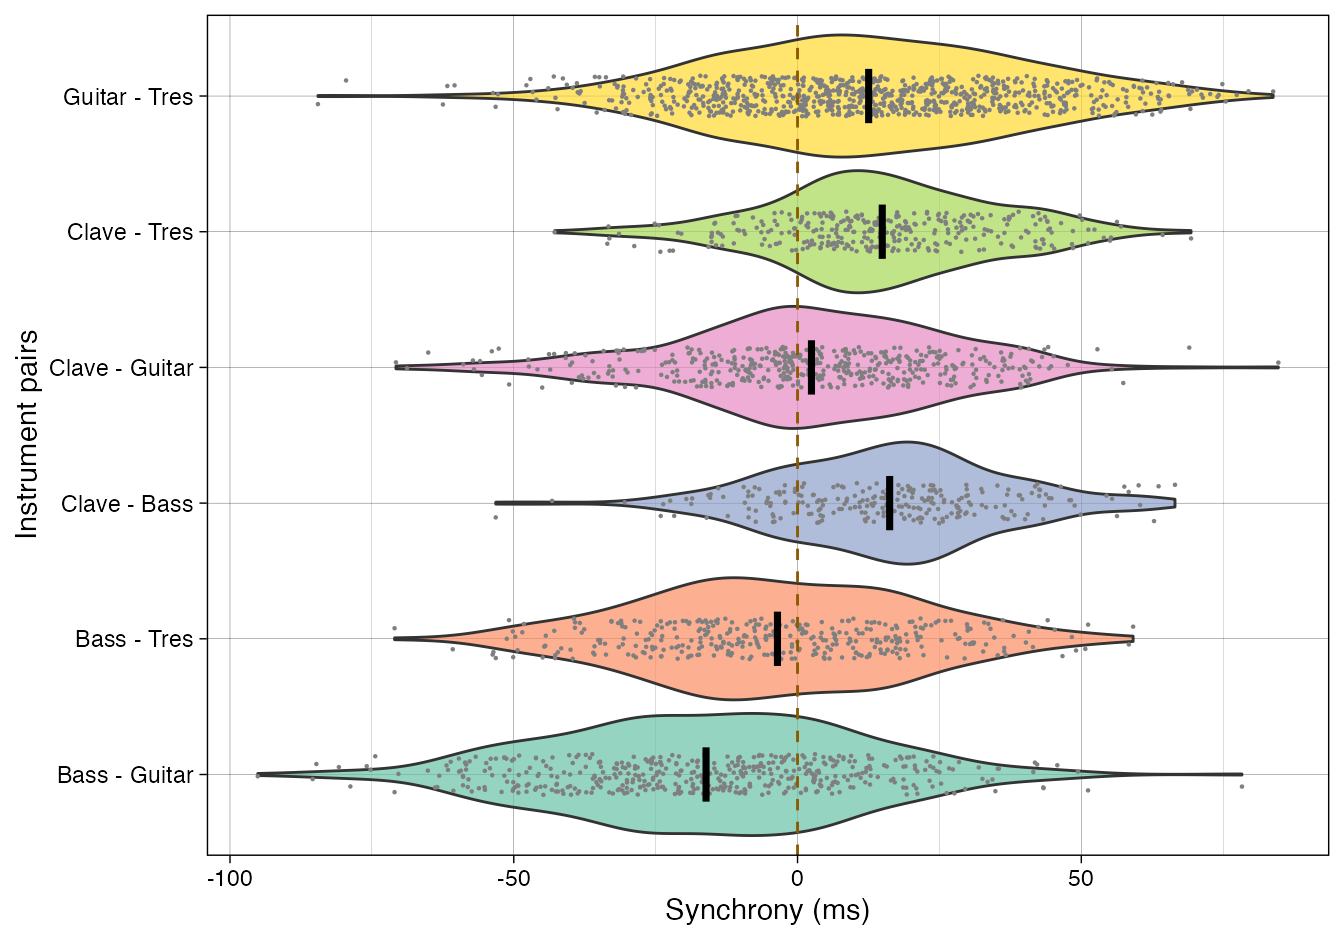 Guitar - Tres
Clave - Tres
Clave - Guitar
Clave - Bass
Bass - Tres
Bass - Guitar
Instrument pairs
-100
-50
0
50
Synchrony (ms)